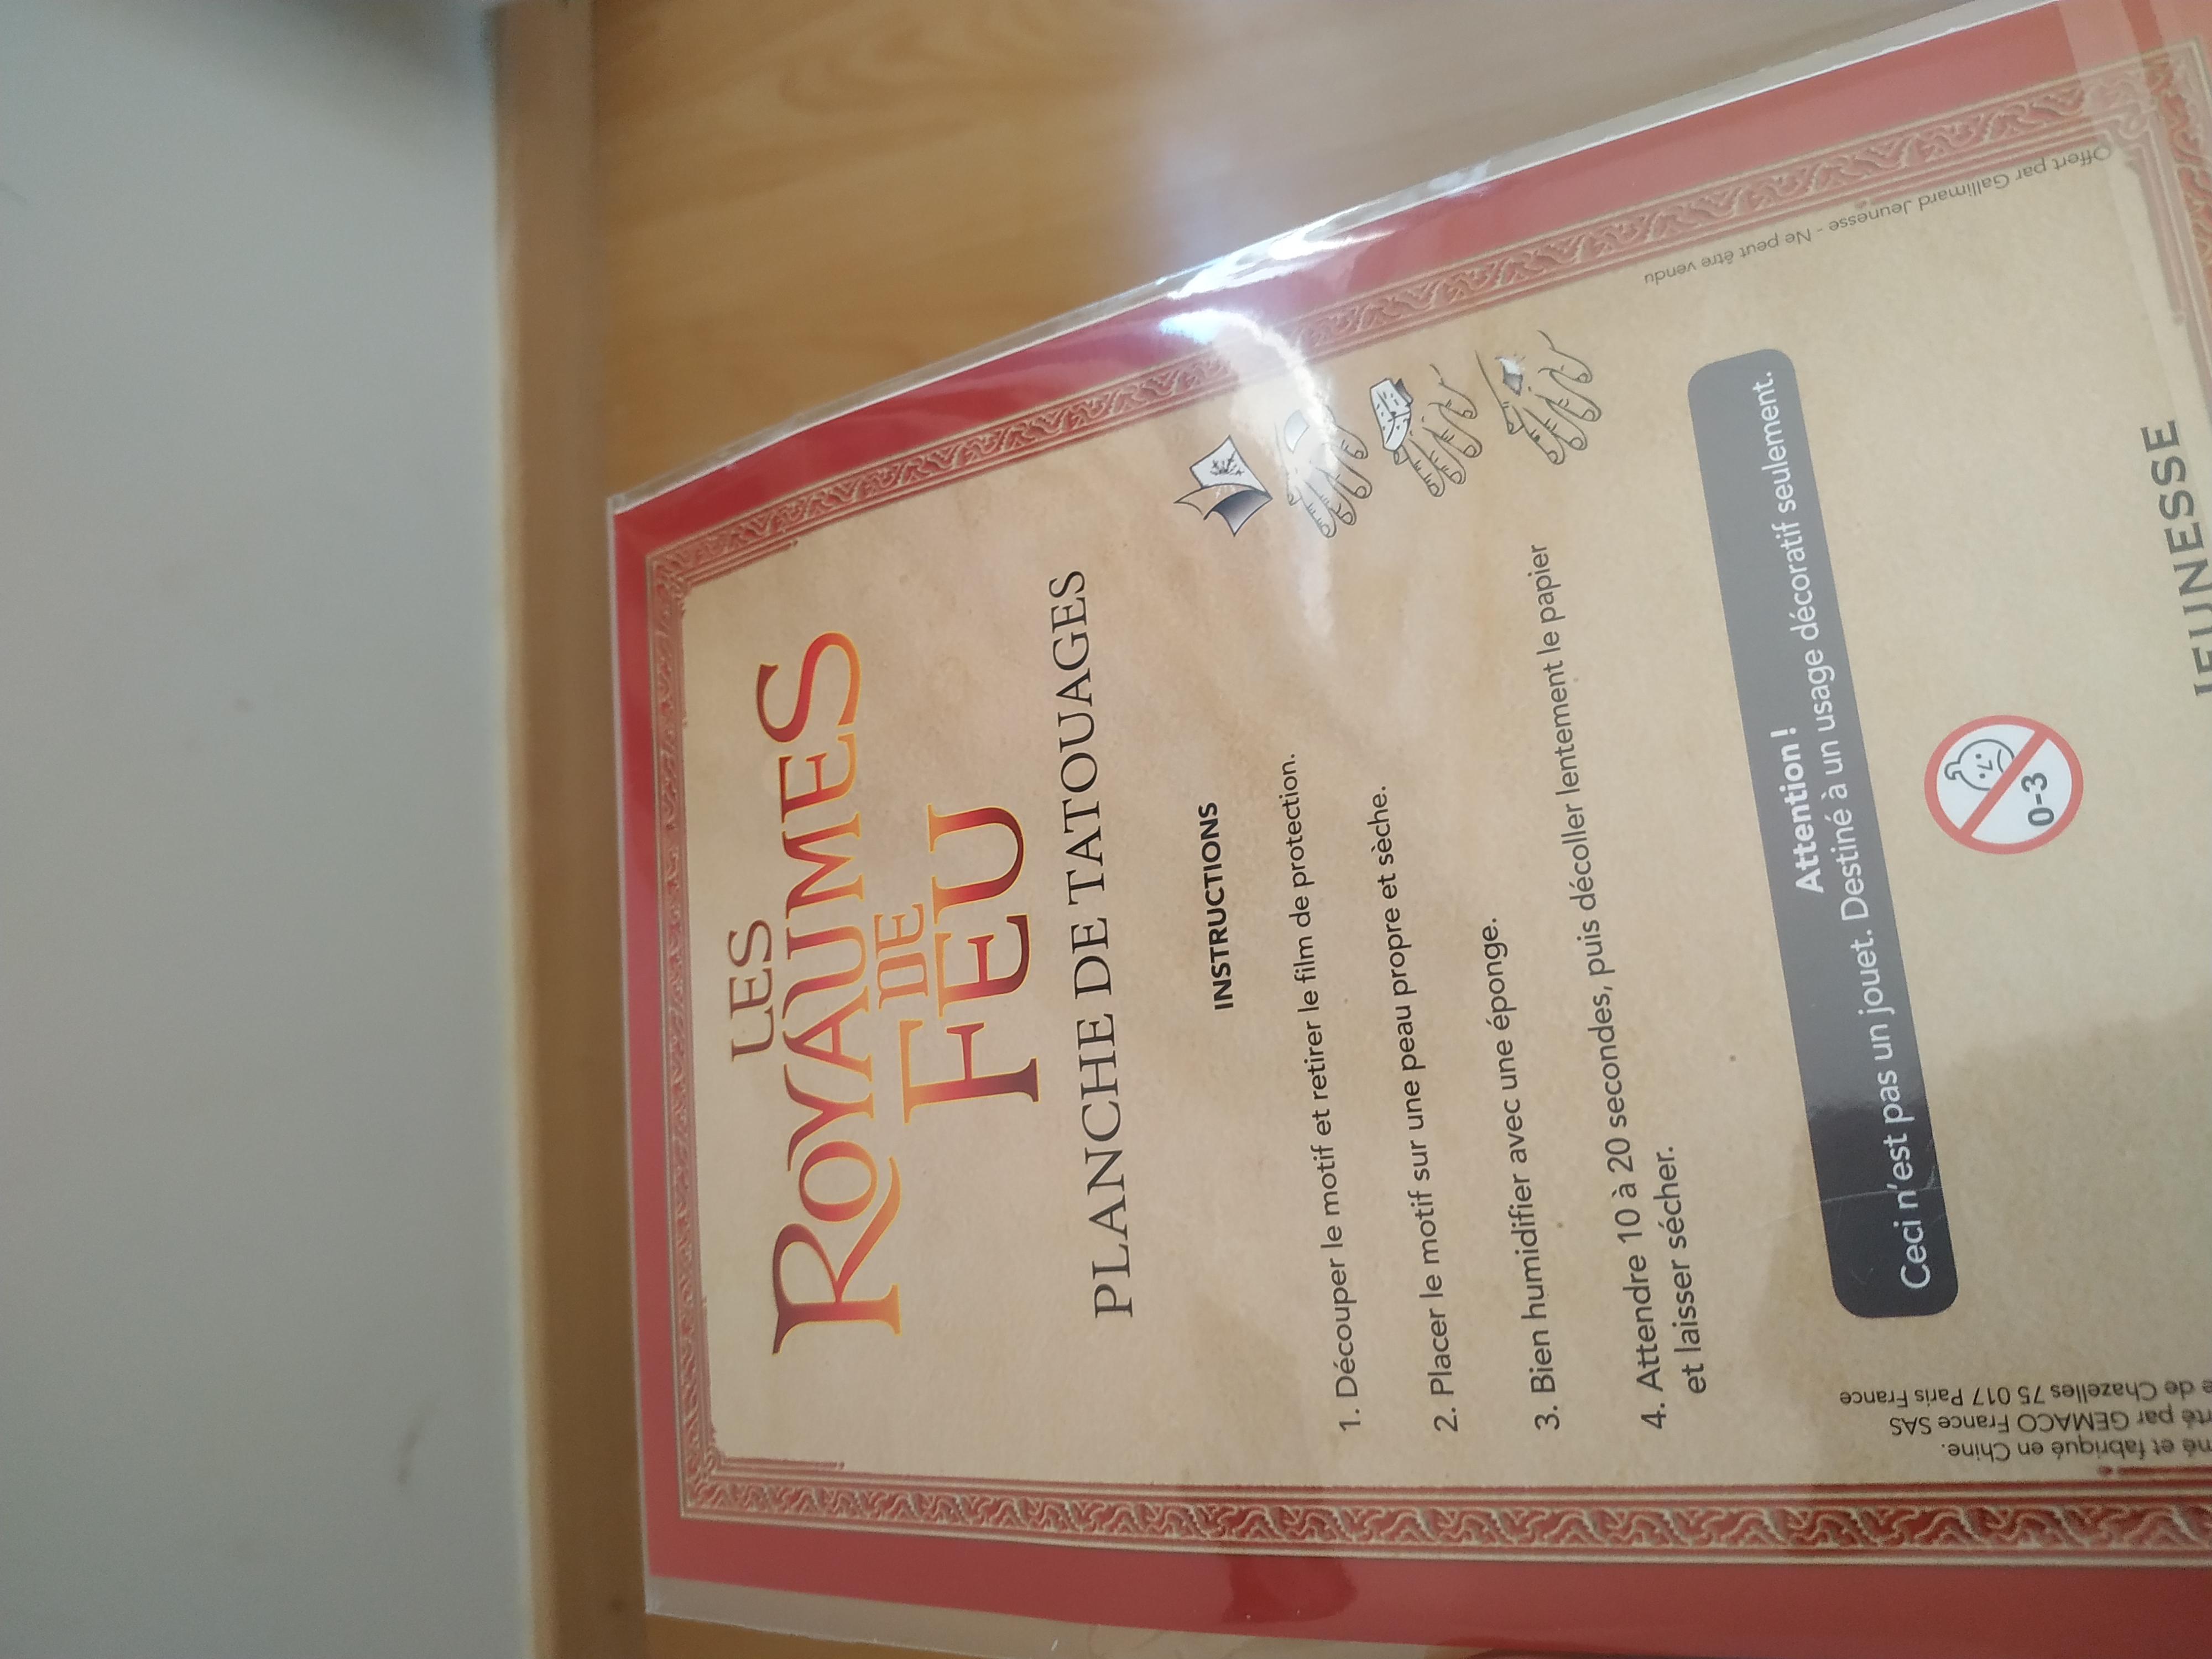 LES
ROYAUMES
DE
FEU
PLANCHE DE TATOUAGES
INSTRUCTIONS
1. Découper le motif et retirer le film de protection.
2. Placer le motif sur une peau propre et sèche.
3. Bien humidifier avec une éponge.
4. Attendre 10 à 20 secondes, puis décoller lentement le papier
et laisser sécher.
Attention !
Ceci n'est pas un jouet. Destiné à un usage décoratif seulement.
0-3
JEUNESSE
Offert par Gallimard Jeunesse - Ne peut être vendu
et fabriqué en Chine.
par GEMACO France SAS
de Chazelles 75 017 Paris France